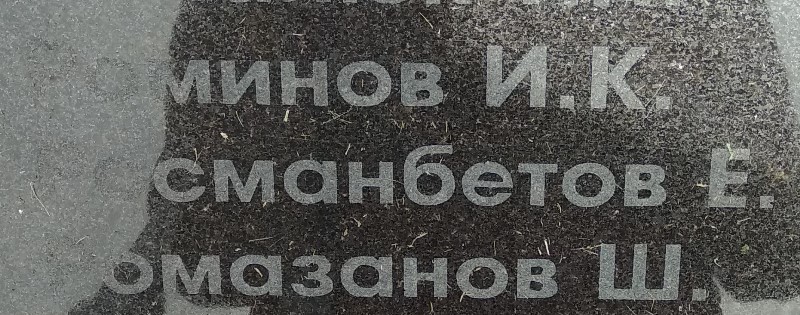 минов И.К.
сманбетов Е.
омазанов Ш.